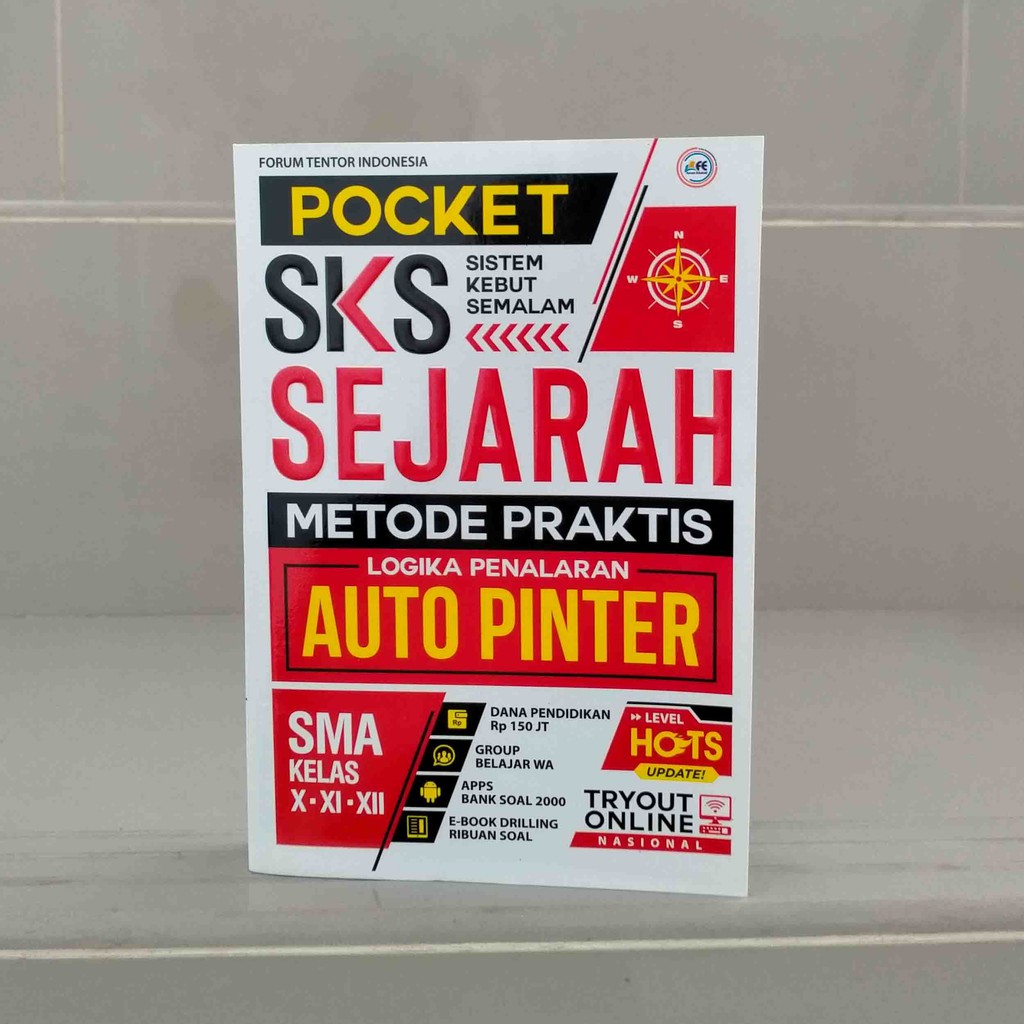 FORUM TENTOR INDONESIA
POCKET
SKS
SISTEM
KEBUT
SEMALAM
N
W
E
S
SEJARAH
METODE PRAKTIS
LOGIKA PENALARAN
AUTO PINTER
SMA
KELAS
X · XI · XII
Rp
DANA PENDIDIKAN
Rp 150 JT
GROUP
BELAJAR WA
APPS
BANK SOAL 2000
E-BOOK DRILLING
RIBUAN SOAL
LEVEL
HOTS
UPDATE!
TRYOUT
ONLINE
NASIONAL